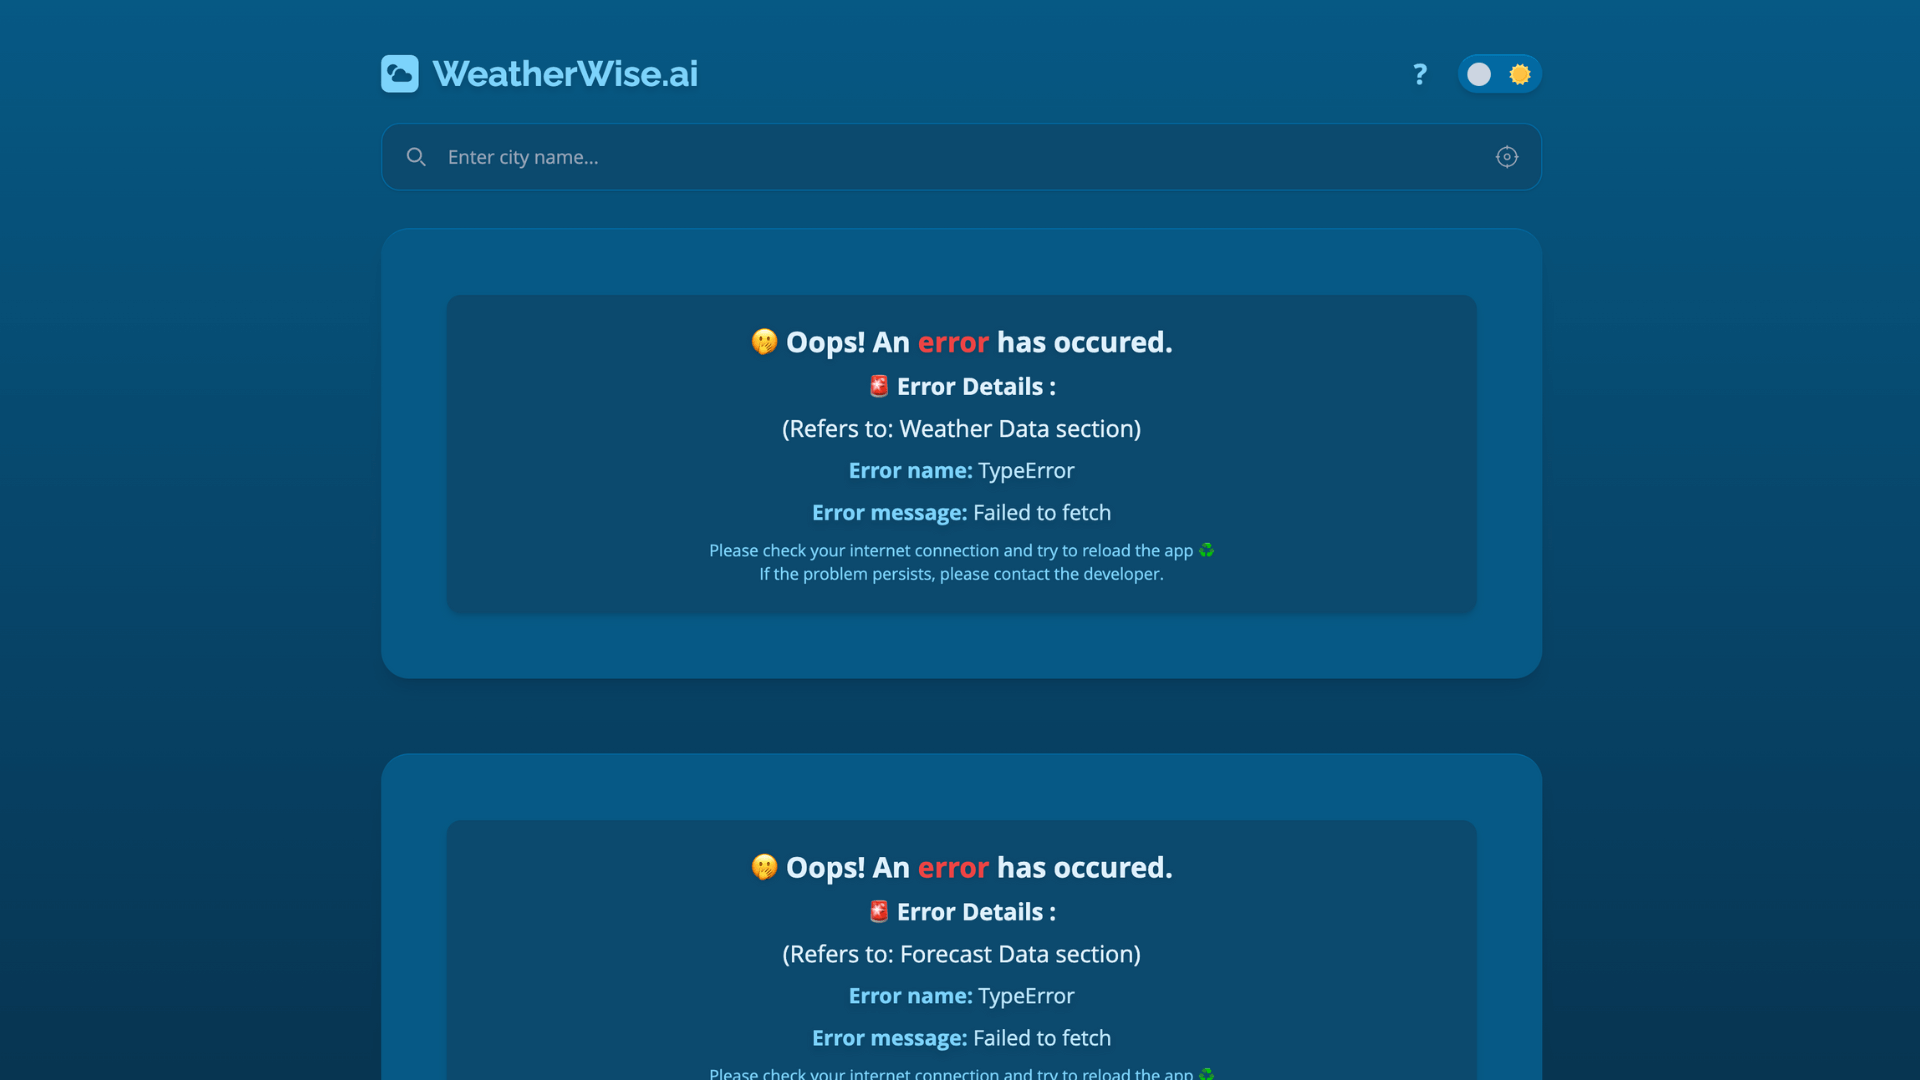 WeatherWise.ai
?
Enter city name...
Oops! An error has occured.
Error Details :
(Refers to: Weather Data section)
Error name: TypeError
Error message: Failed to fetch
Please check your internet connection and try to reload the app
If the problem persists, please contact the developer.
Oops! An error has occured.
Error Details :
(Refers to: Forecast Data section)
Error name: TypeError
Error message: Failed to fetch
Please check your internet connection and try to reload the app